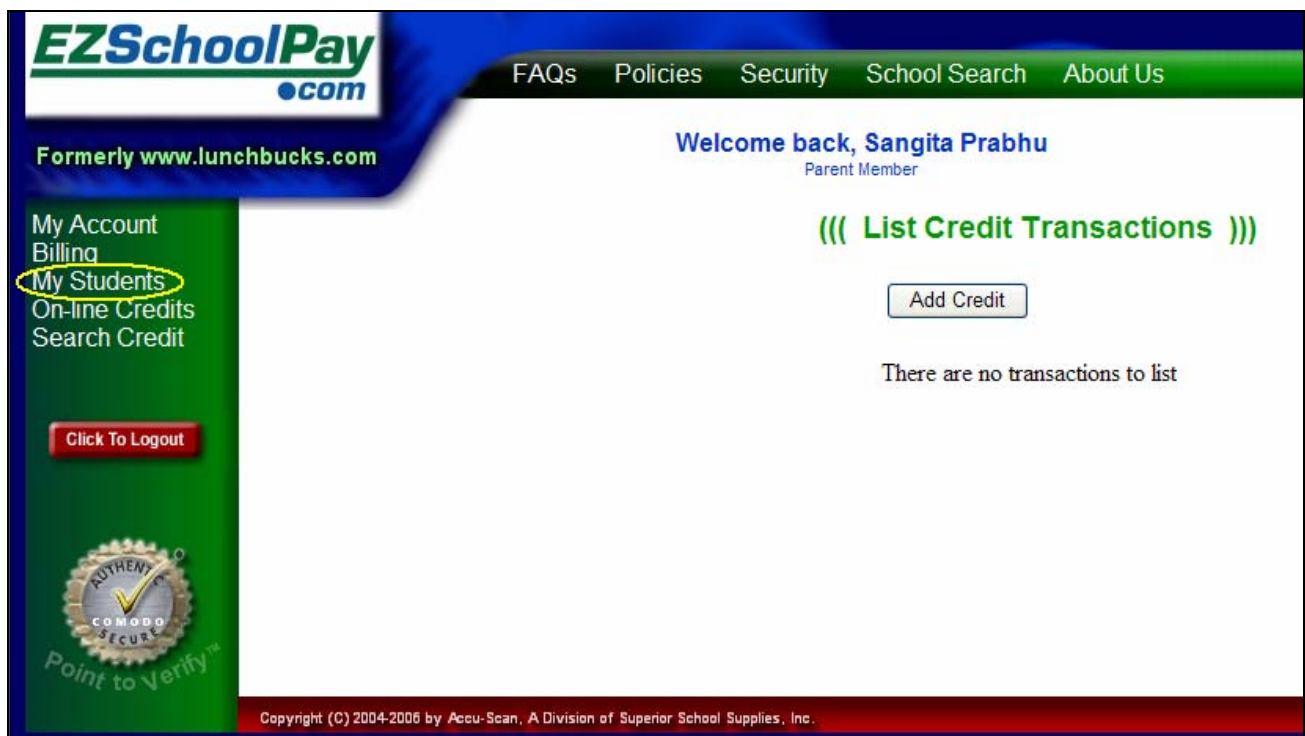 EZSchoolPay
●com
FAQs Policies Security School Search About Us
Formerly www.lunchbucks.com
Welcome back, Sangita Prabhu
Parent Member
((( List Credit Transactions )))
My Account
Billing
My Students
On-line Credits
Search Credit
Add Credit
There are no transactions to list
Click To Logout
AUTHENTIC
COMODO
SECURE
Point to Verify™
Copyright (C) 2004-2006 by Accu-Scan, A Division of Superior School Supplies, Inc.